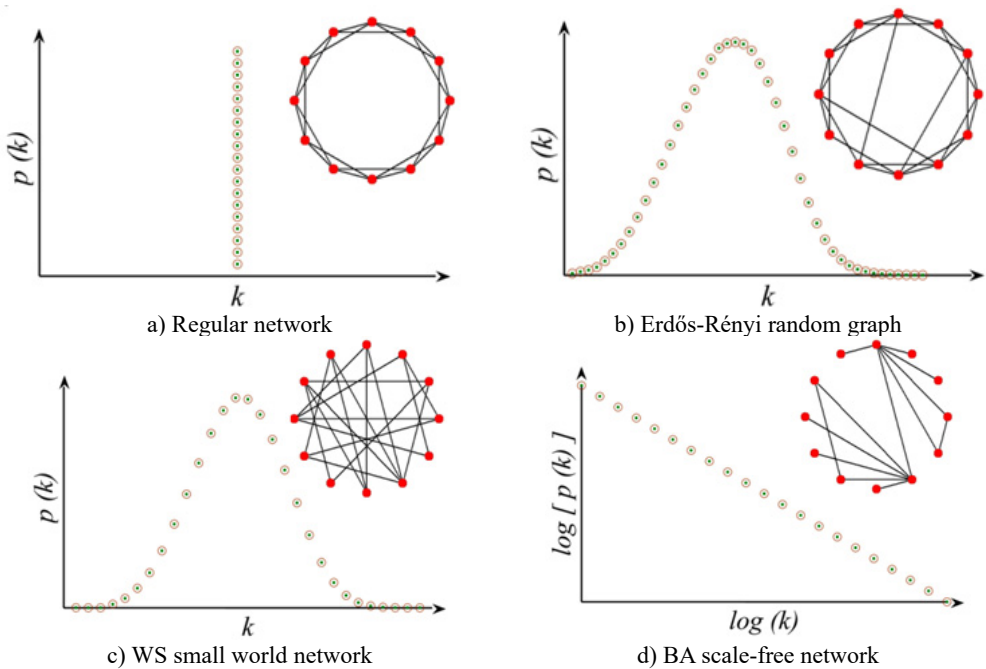 p (k)
k
a) Regular network
p (k)
k
b) Erdős-Rényi random graph
p (k)
k
c) WS small world network
log [ p (k) ]
log (k)
d) BA scale-free network